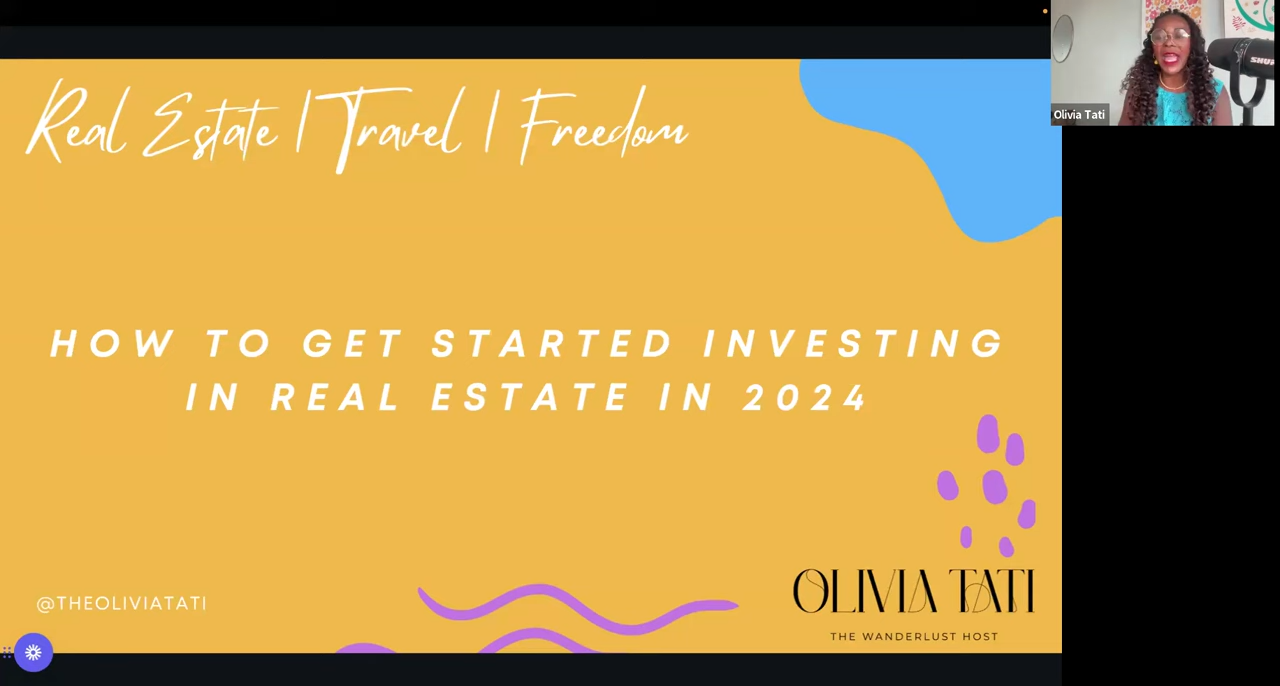 Real Estate | Travel | Freedom
HOW TO GET STARTED INVESTING
IN REAL ESTATE IN 2024
@THEOLIVIATATI
OLIVIA TATI
THE WANDERLUST HOST
Olivia Tati
SHURE